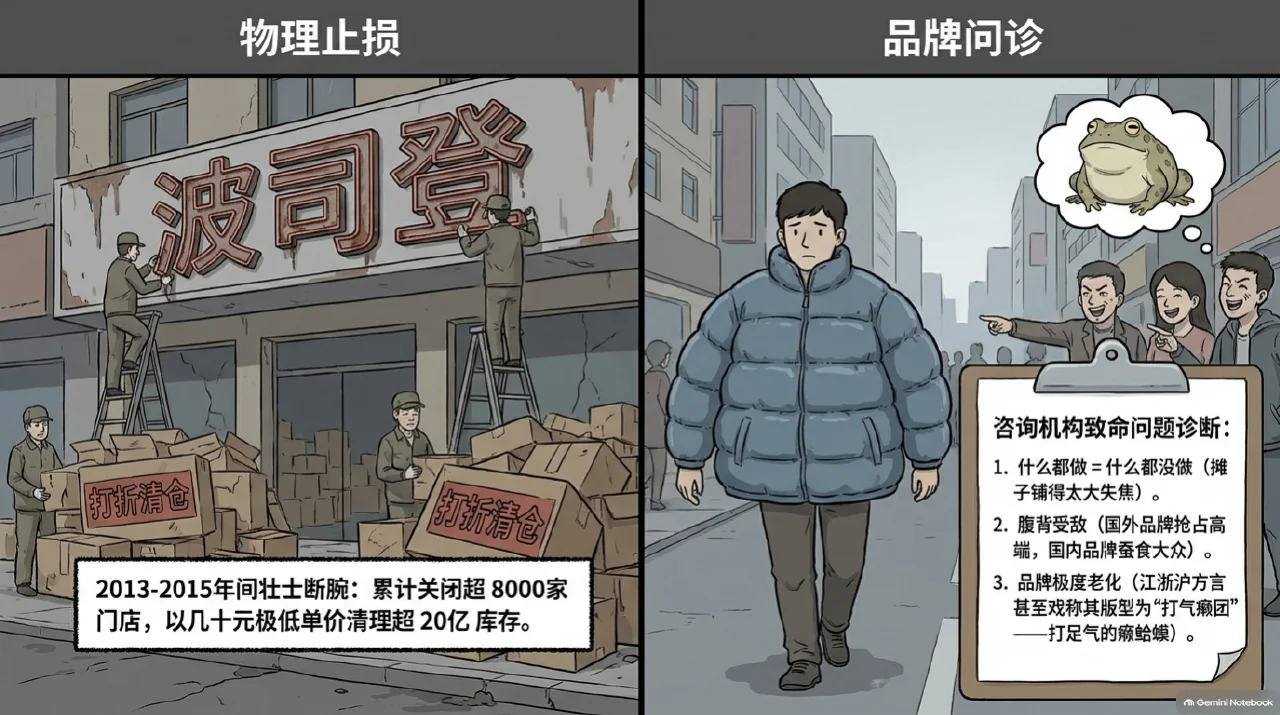 物理止损
波司登
打折清仓
打折清仓
2013-2015年间壮士断腕：累计关闭超 8000家
门店，以几十元极低单价清理超 20亿 库存。
品牌问诊
咨询机构致命问题诊断：
1. 什么都做 = 什么都没做（摊
子铺得太大失焦）。
2. 腹背受敌（国外品牌抢占高
端，国内品牌蚕食大众）。
3. 品牌极度老化（江浙沪方言
甚至戏称其版型为“打气癞团”
——打足气的癞蛤蟆）。
Gemini Notebook